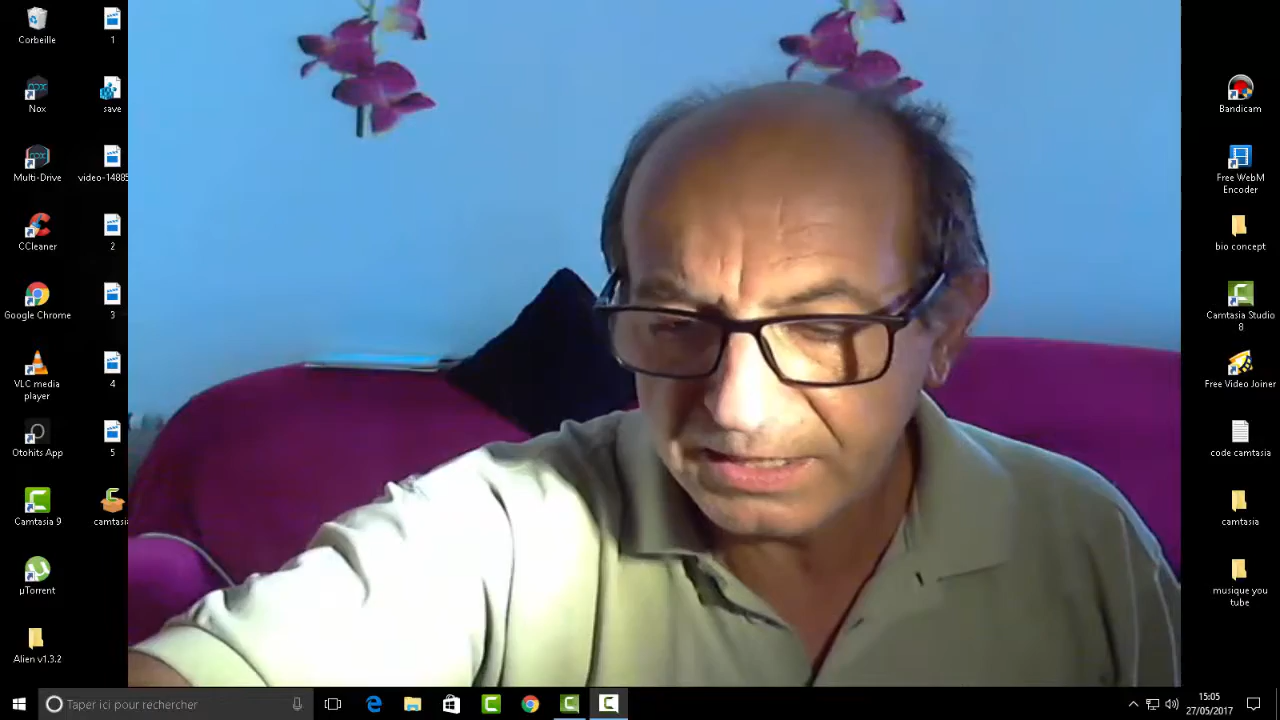 Corbeille
1
Nox
save
Multi-Drive
video-14885
CCleaner
2
Google Chrome
3
VLC media
player
4
Otohits App
5
Camtasia 9
camtasia
µTorrent
Alien v1.3.2
Bandicam
Free WebM
Encoder
bio concept
Camtasia Studio
8
Free Video Joiner
code camtasia
camtasia
musique you
tube
Taper ici pour rechercher
15:05
27/05/2017